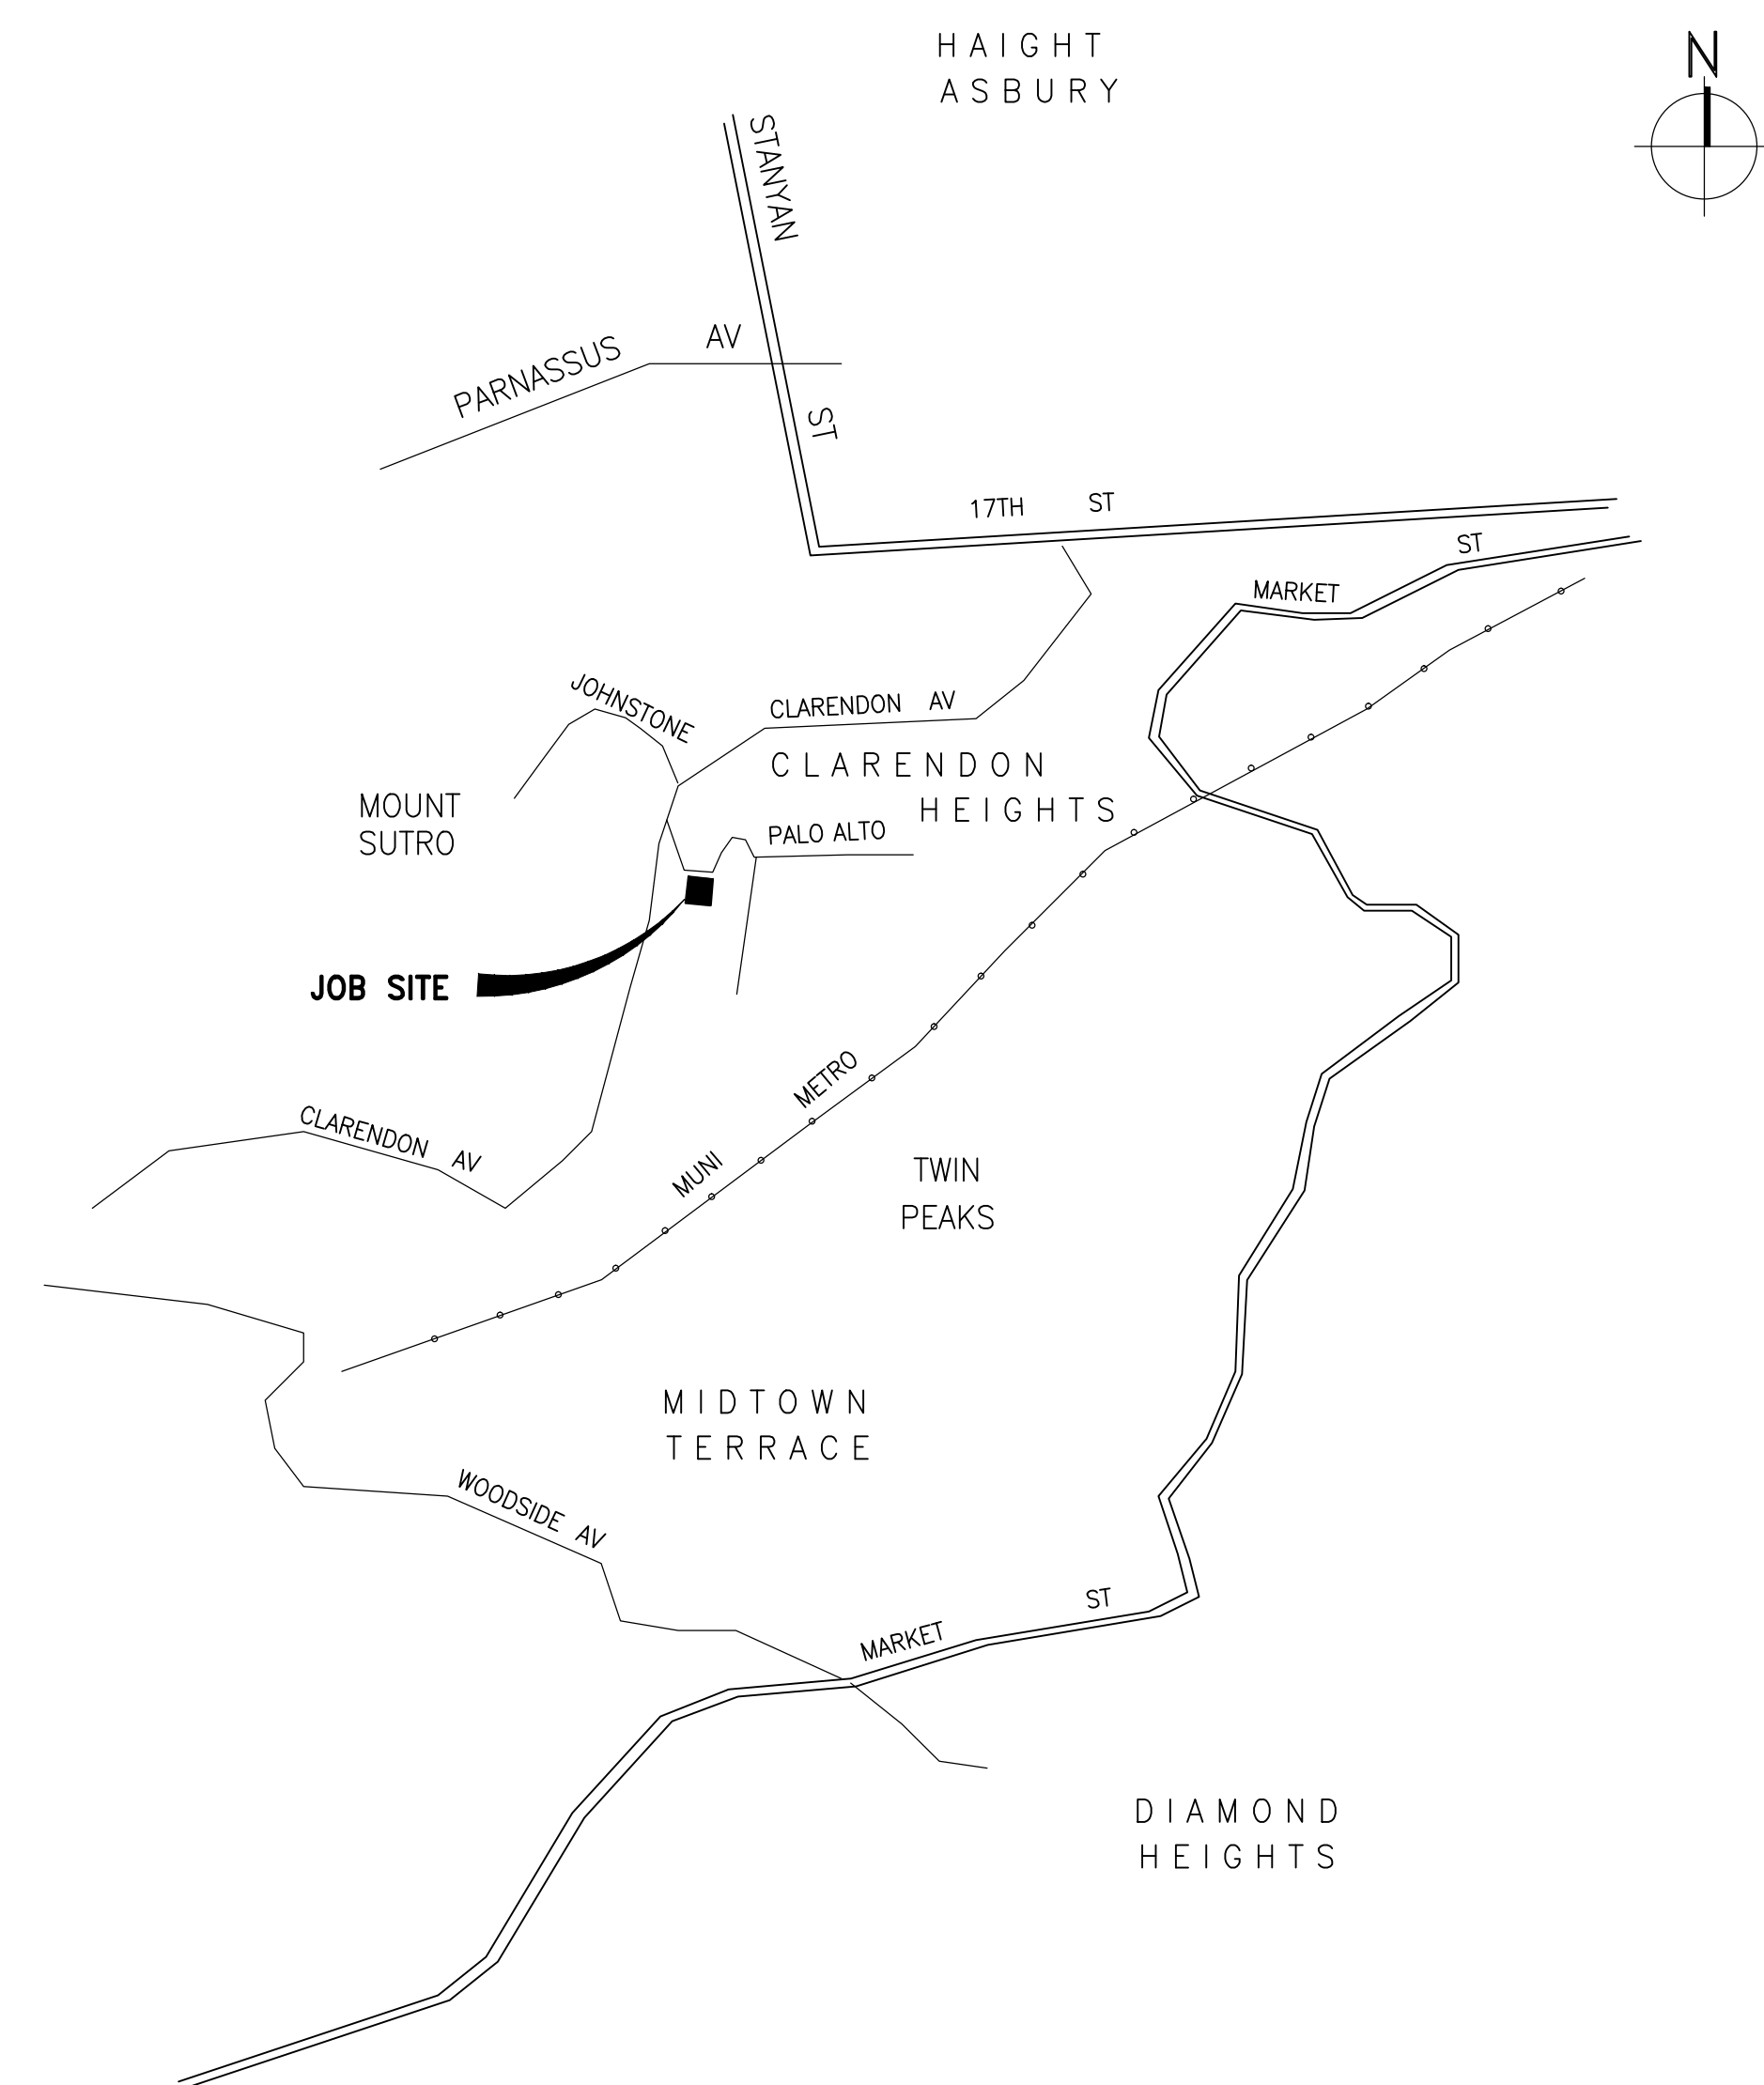 HAIGHT
ASBURY
N
STANYAN
ST
PARNASSUS AV
17TH ST
MARKET ST
JOHNSTONE
CLARENDON AV
CLARENDON
HEIGHTS
MOUNT
SUTRO
PALO ALTO
JOB SITE
MUNI METRO
CLARENDON AV
TWIN
PEAKS
MIDTOWN
TERRACE
WOODSIDE AV
MARKET ST
DIAMOND
HEIGHTS